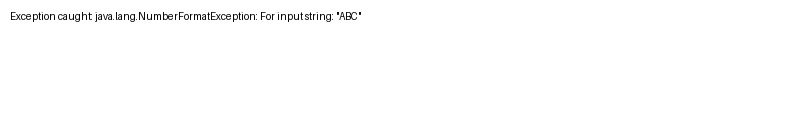 Exception caught: java.lang.NumberFormatException: For input string: "ABC"